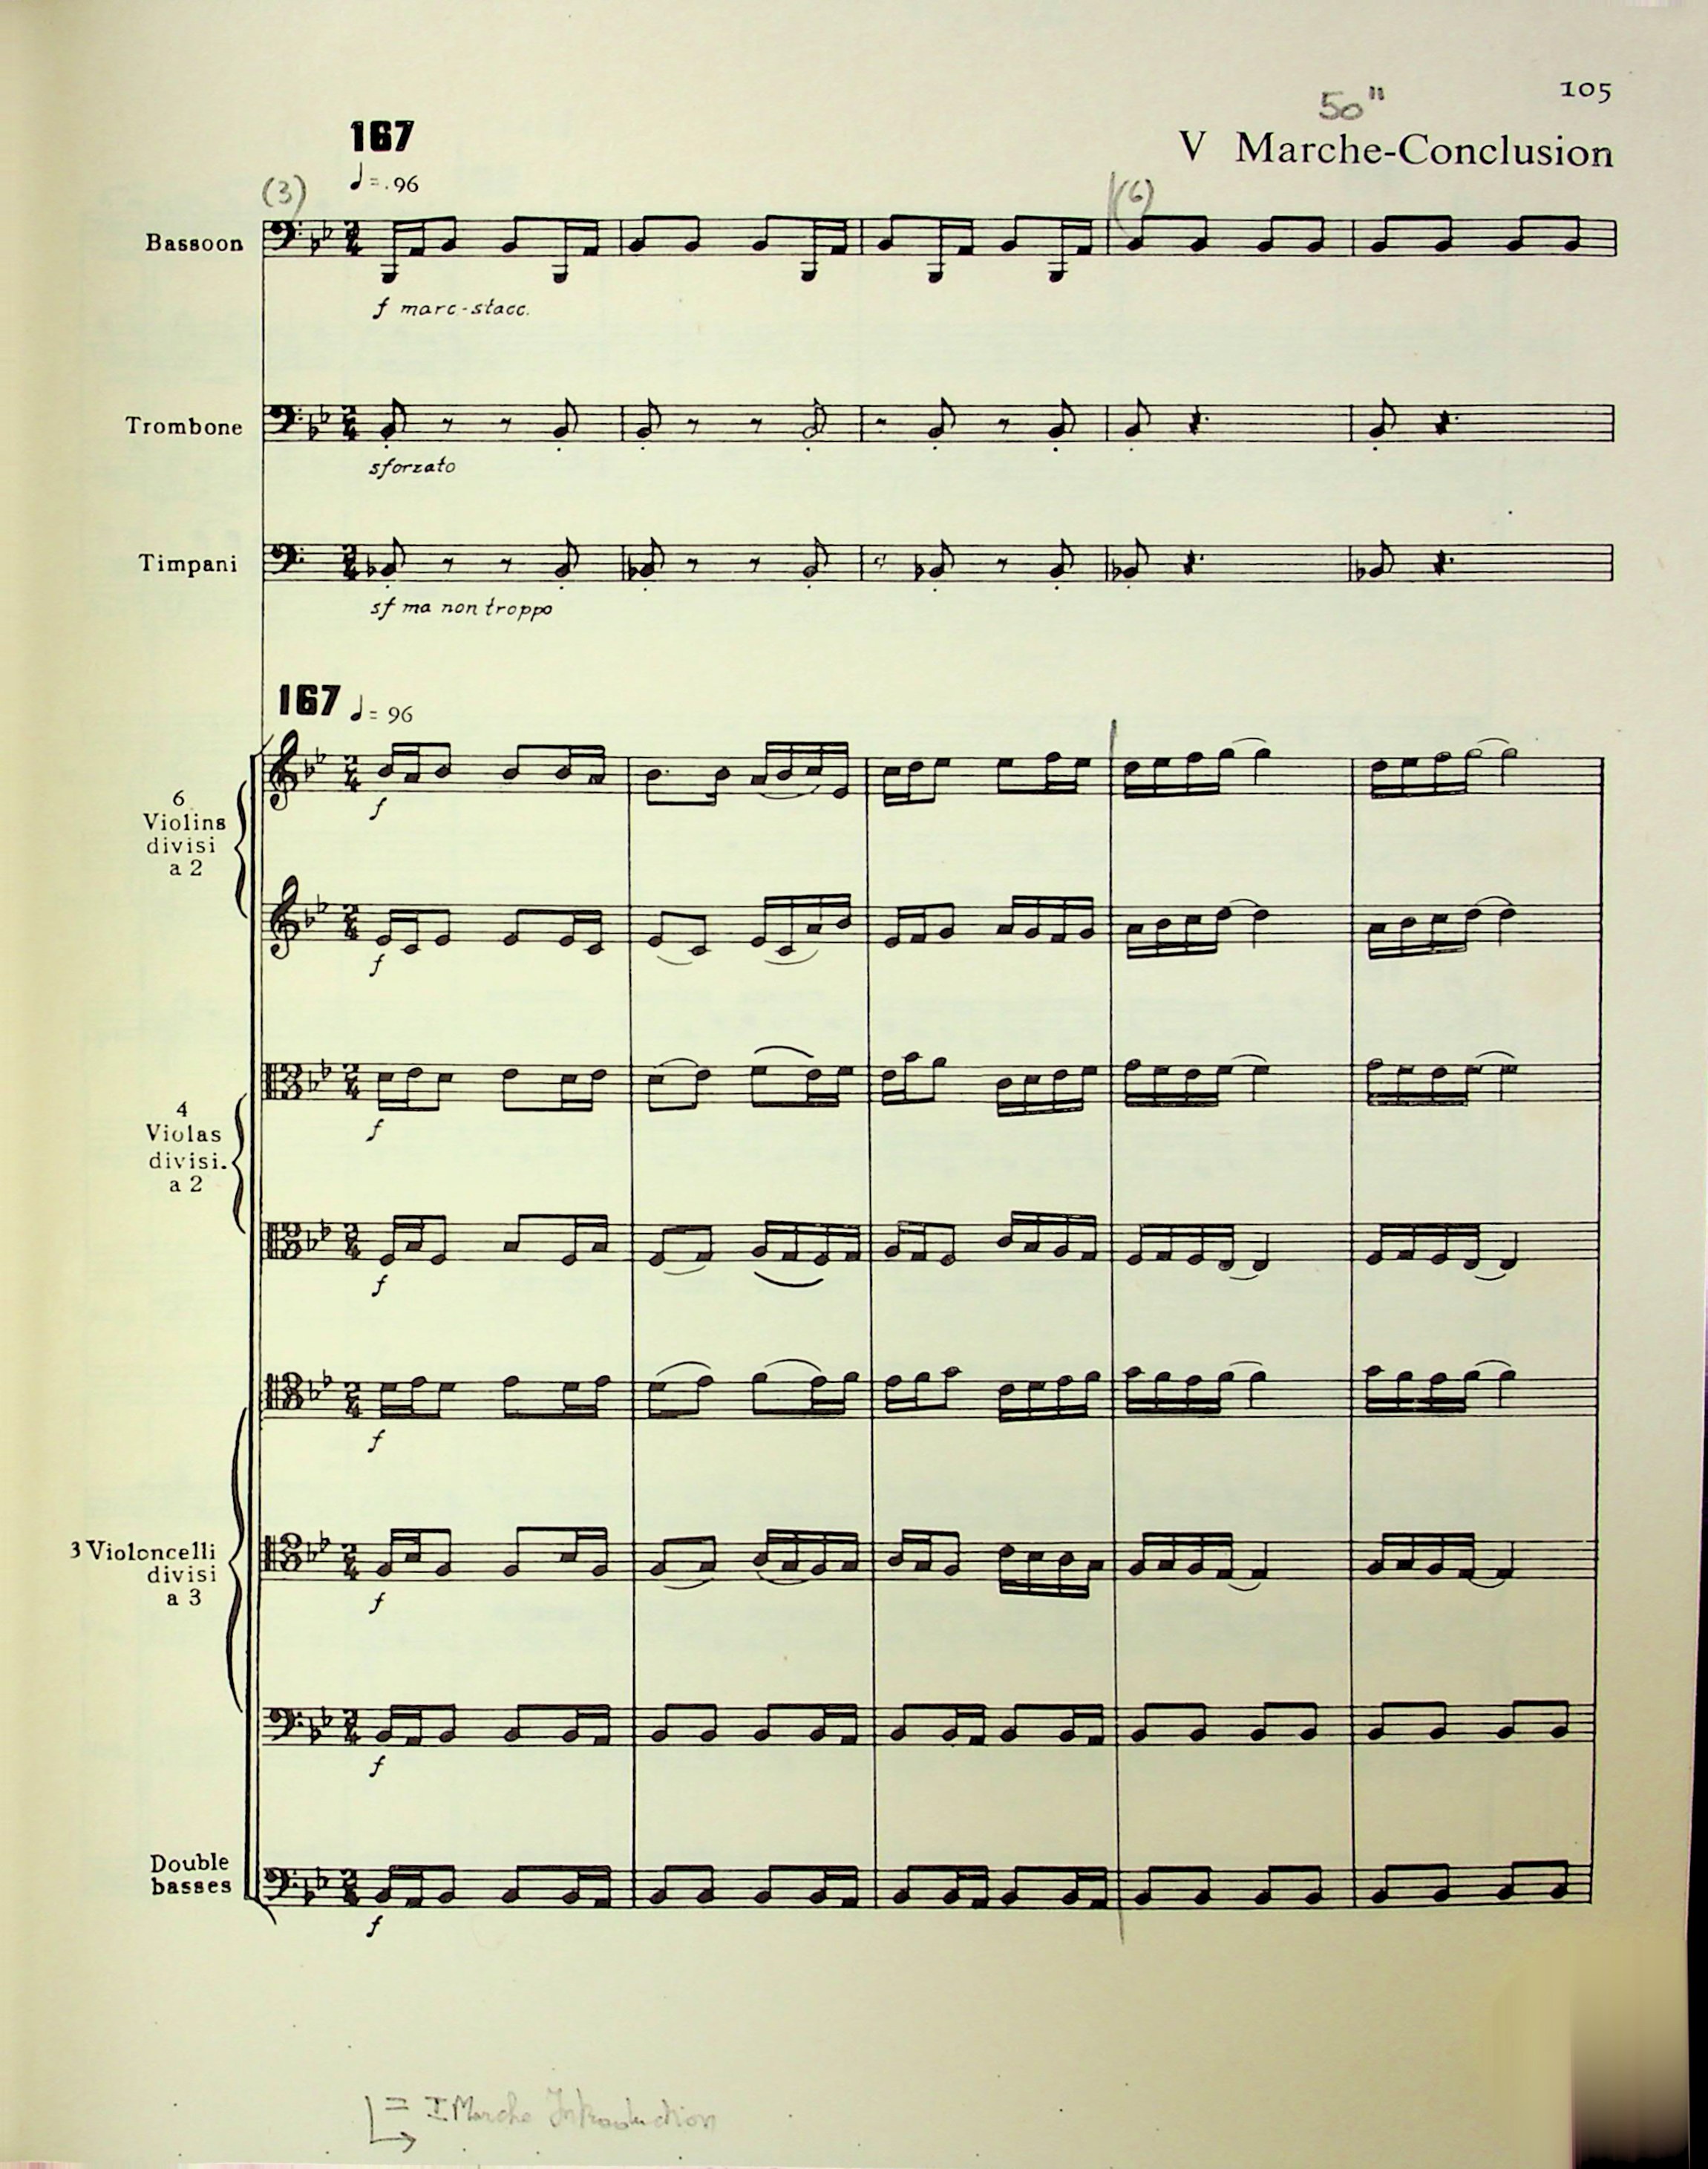 105
50"
V Marche-Conclusion
167
♩=.96
(3)
(6)
Bassoon
f marc-stacc.
Trombone
sforzato
Timpani
sf ma non troppo
167 ♩= 96
6
Violins
divisi
a 2
f
f
4
Violas
divisi.
a 2
f
f
f
3 Violoncelli
divisi
a 3
f
f
Double
basses
f
= I Marche Introduction